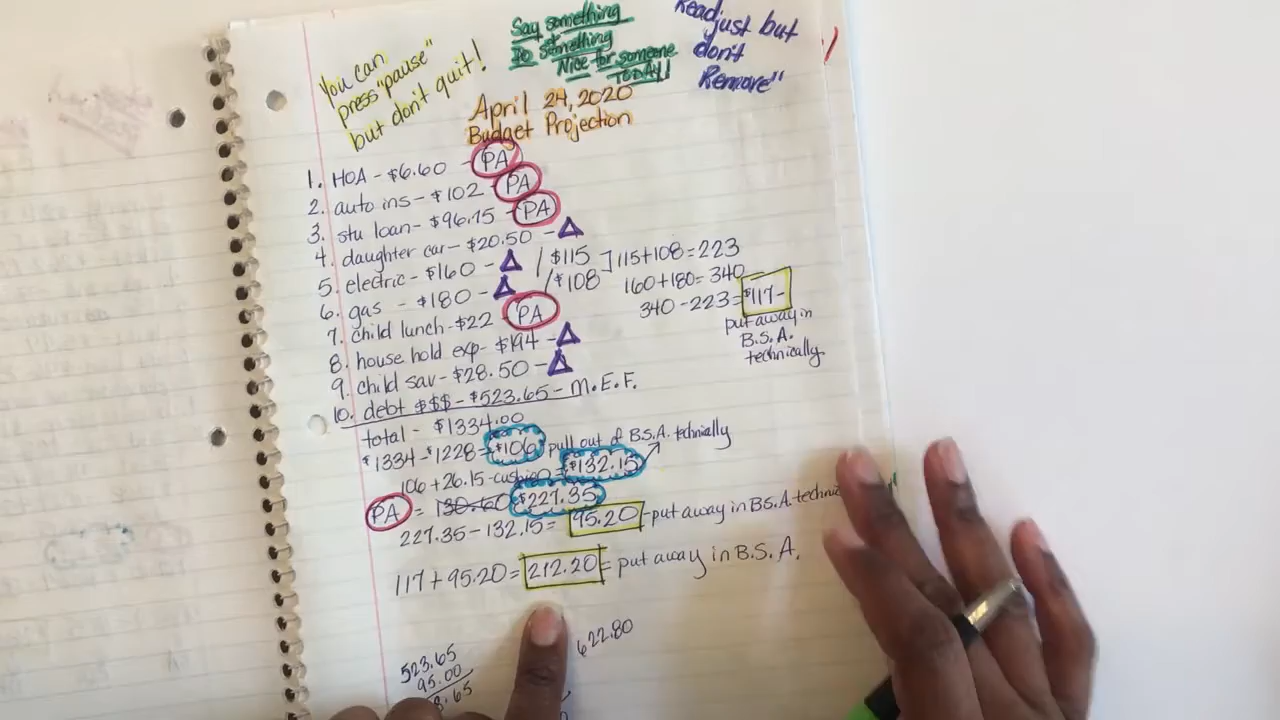 You can
press "pause"
but don't quit!
Say something
or
Do something
Nice for someone
TODAY!
Readjust but
don't
Remove"
April 24, 2020
Budget Projection
1. HOA - $6.60 - PA
2. auto ins - $102 - PA
3. stu loan - $96.75 - PA
4. daughter car - $20.50 - Δ
5. electric - $160 - Δ / $115 ] 115+108=223
6. gas - $180 - Δ / $108 160+180=340
340-223= $117-
put away in
B.S.A.
technically.
7. child lunch - $22 - PA
8. house hold exp - $194 - Δ
9. child sav - $28.50 - Δ
10. debt $$$ - $523.65 - M.E.F.
total - $1334.00
$1334 - $1228 = $106 pull out of B.S.A. technially
106 + 26.15 - cushion = $132.15
PA = 130.60 $227.35
227.35 - 132.15 = 95.20 - put away in B.S.A.
117 + 95.20 = 212.20 = put away in B.S.A.
523.65
95.00
8.65
622.80